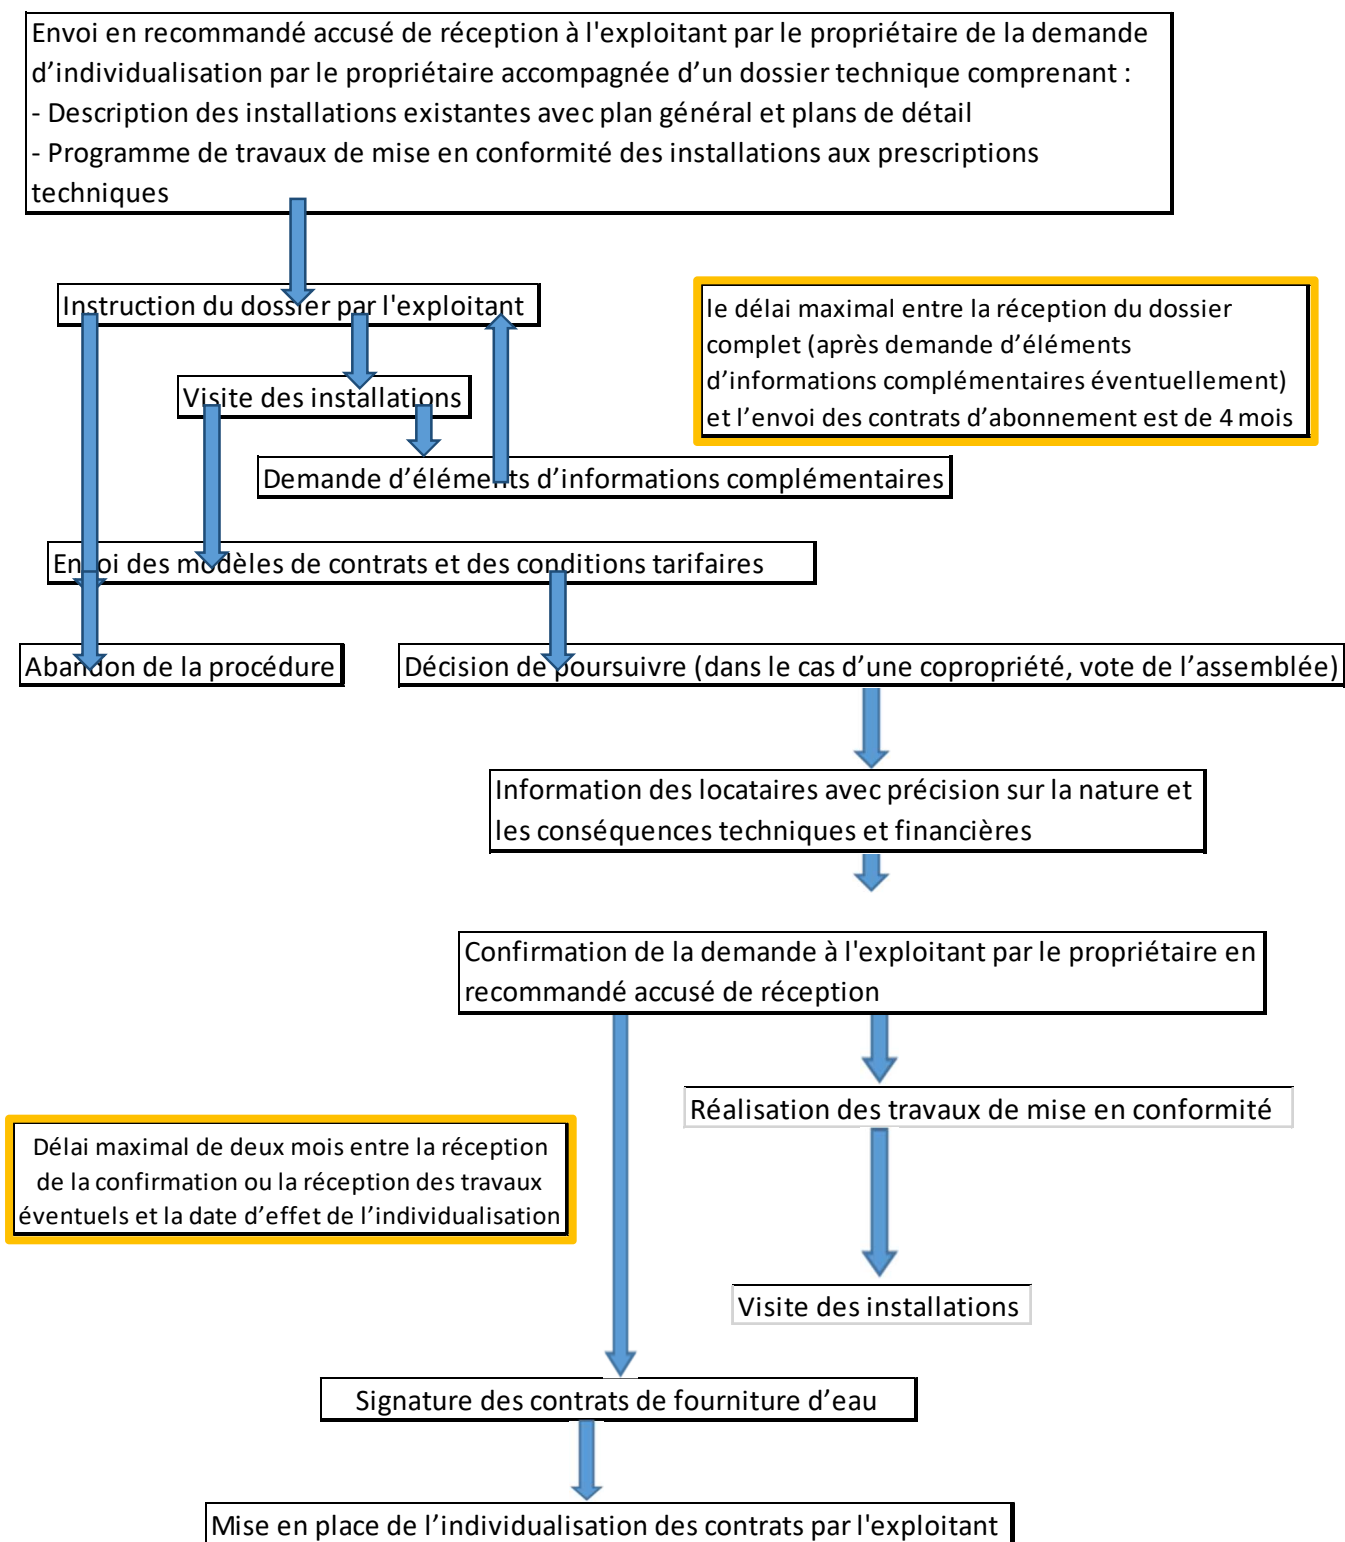 Envoi en recommandé accusé de réception à l'exploitant par le propriétaire de la demande
d’individualisation par le propriétaire accompagnée d’un dossier technique comprenant :
- Description des installations existantes avec plan général et plans de détail
- Programme de travaux de mise en conformité des installations aux prescriptions
techniques
Instruction du dossier par l'exploitant
le délai maximal entre la réception du dossier
complet (après demande d’éléments
d’informations complémentaires éventuellement)
et l’envoi des contrats d’abonnement est de 4 mois
Visite des installations
Demande d’éléments d’informations complémentaires
Envoi des modèles de contrats et des conditions tarifaires
Abandon de la procédure
Décision de poursuivre (dans le cas d’une copropriété, vote de l’assemblée)
Information des locataires avec précision sur la nature et
les conséquences techniques et financières
Confirmation de la demande à l'exploitant par le propriétaire en
recommandé accusé de réception
Réalisation des travaux de mise en conformité
Délai maximal de deux mois entre la réception
de la confirmation ou la réception des travaux
éventuels et la date d’effet de l’individualisation
Visite des installations
Signature des contrats de fourniture d’eau
Mise en place de l’individualisation des contrats par l'exploitant